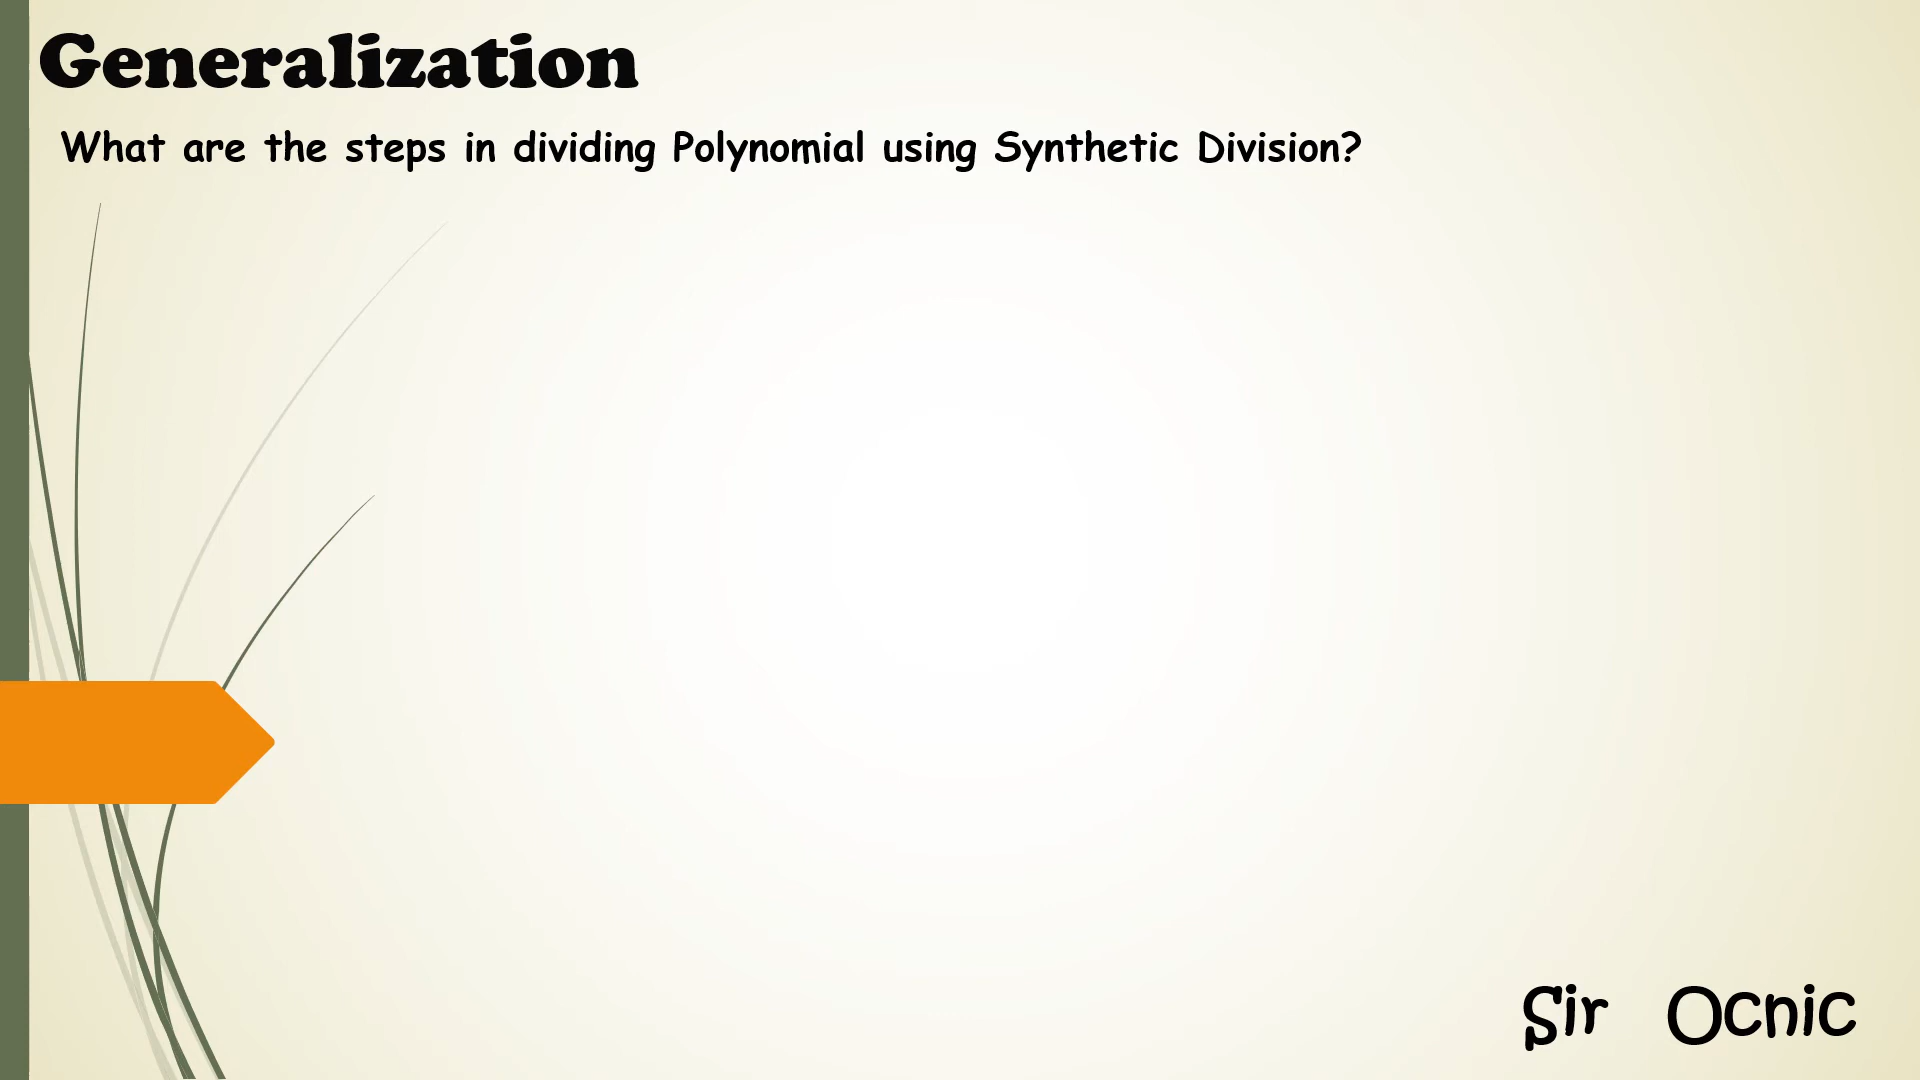 Generalization
What are the steps in dividing Polynomial using Synthetic Division?
Sir Ocnic